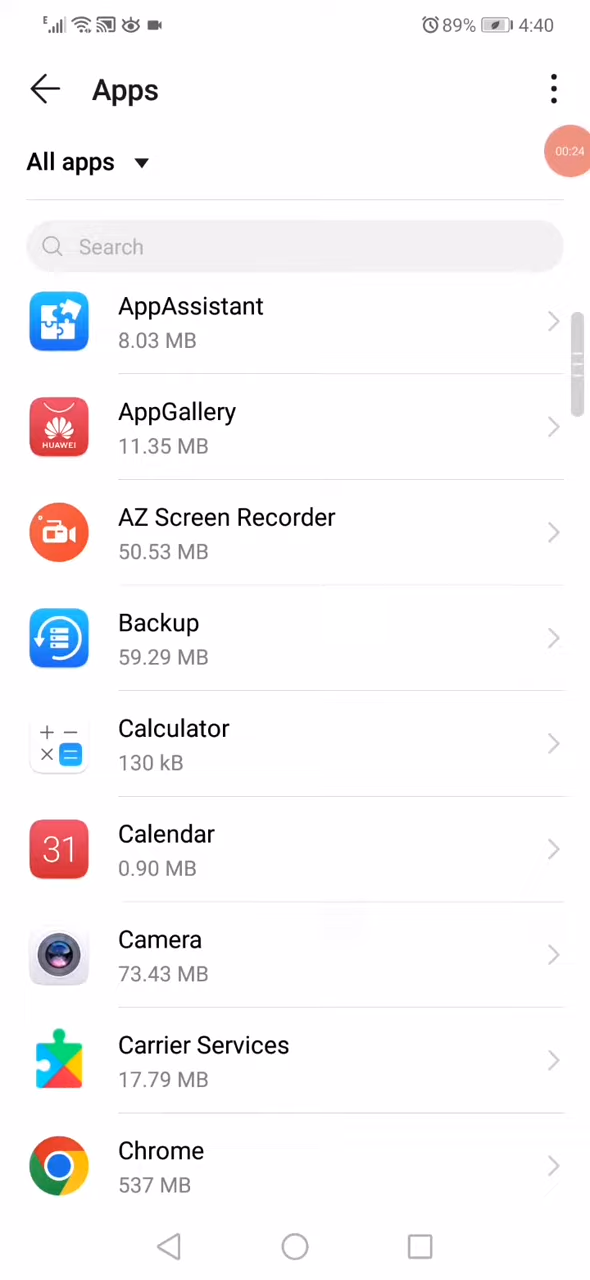 E 89% 4:40
Apps
00:24
All apps
Search
AppAssistant
8.03 MB
AppGallery
11.35 MB
HUAWEI
AZ Screen Recorder
50.53 MB
Backup
59.29 MB
Calculator
130 kB
Calendar
31
0.90 MB
Camera
73.43 MB
Carrier Services
17.79 MB
Chrome
537 MB